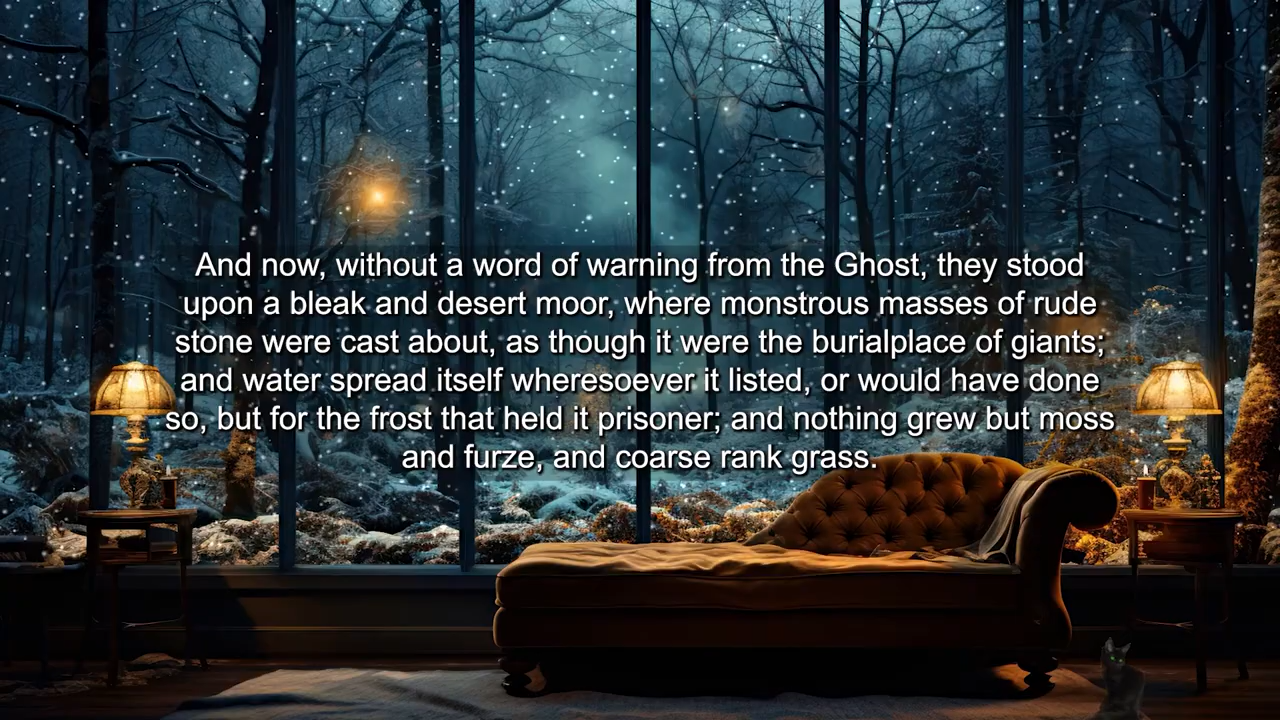 And now, without a word of warning from the Ghost, they stood
upon a bleak and desert moor, where monstrous masses of rude
stone were cast about, as though it were the burialplace of giants;
and water spread itself wheresoever it listed, or would have done
so, but for the frost that held it prisoner; and nothing grew but moss
and furze, and coarse rank grass.